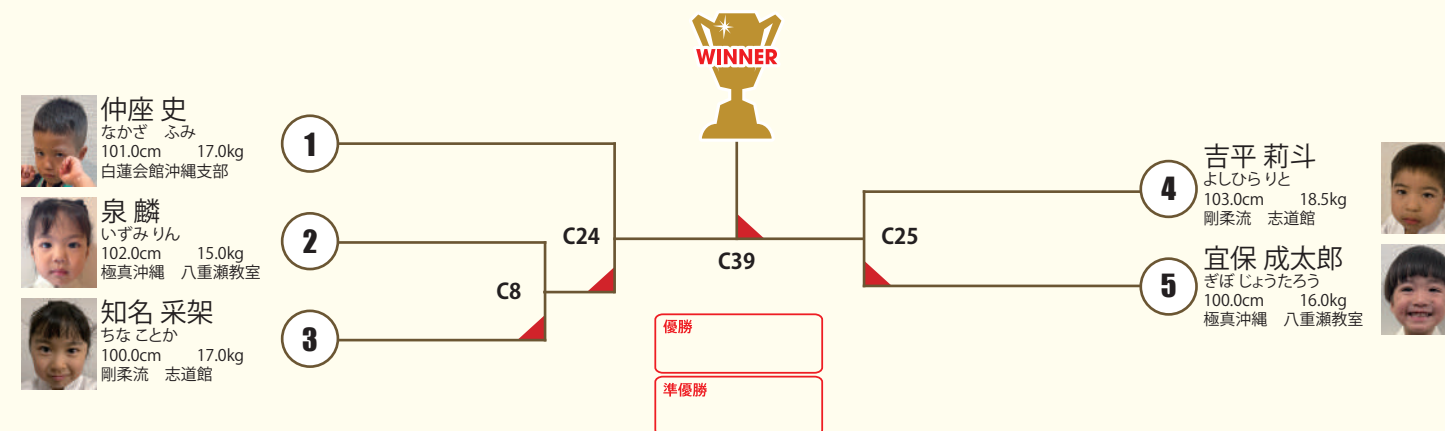 WINNER
仲座 史
なかざ ふみ
101.0cm 17.0kg
白蓮会館沖縄支部
1
泉 麟
いずみ りん
102.0cm 15.0kg
極真沖縄 八重瀬教室
2
知名 采架
ちな ことか
100.0cm 17.0kg
剛柔流 志道館
3
C8
C24
C39
C25
4
吉平 莉斗
よしひら りと
103.0cm 18.5kg
剛柔流 志道館
5
宜保 成太郎
ぎぼ じょうたろう
100.0cm 16.0kg
極真沖縄 八重瀬教室
優勝
準優勝